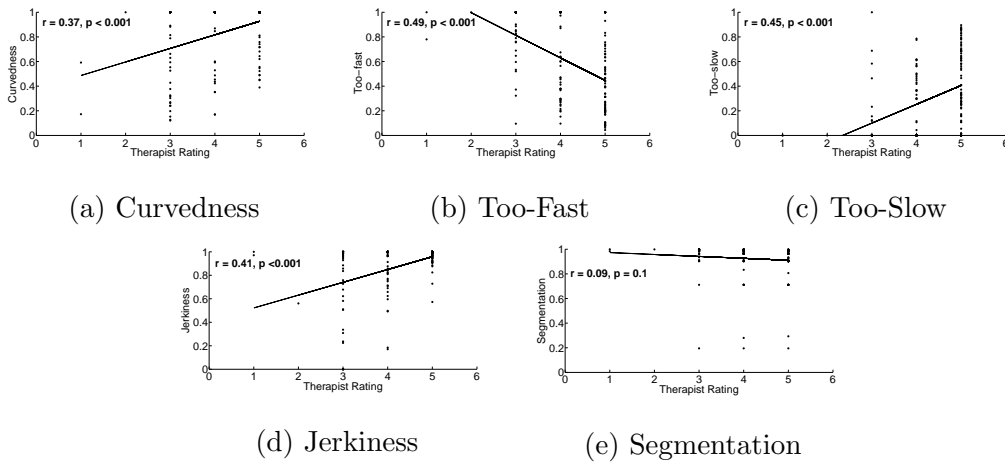 r = 0.37, p < 0.001
Curvedness
1
0.8
0.6
0.4
0.2
0
0 1 2 3 4 5 6
Therapist Rating
(a) Curvedness
r = 0.49, p < 0.001
Too−fast
1
0.8
0.6
0.4
0.2
0
0 1 2 3 4 5 6
Therapist Rating
(b) Too-Fast
r = 0.45, p < 0.001
Too−slow
1
0.8
0.6
0.4
0.2
0
0 1 2 3 4 5 6
Therapist Rating
(c) Too-Slow
r = 0.41, p <0.001
Jerkiness
1
0.8
0.6
0.4
0.2
0
0 1 2 3 4 5 6
Therapist Rating
(d) Jerkiness
r = 0.09, p = 0.1
Segmentation
1
0.8
0.6
0.4
0.2
0
0 1 2 3 4 5 6
Therapist Rating
(e) Segmentation